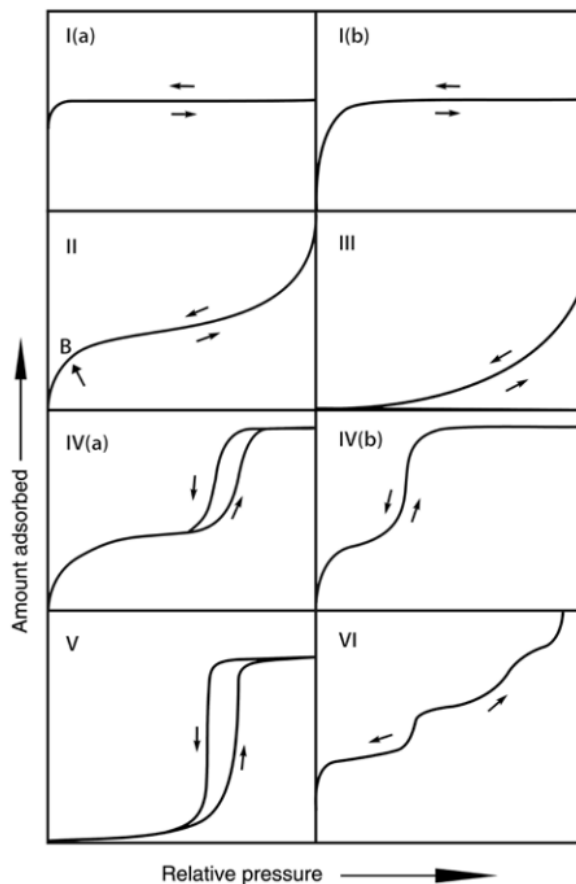 I(a)
I(b)
II
III
B
IV(a)
IV(b)
V
VI
Amount adsorbed
Relative pressure